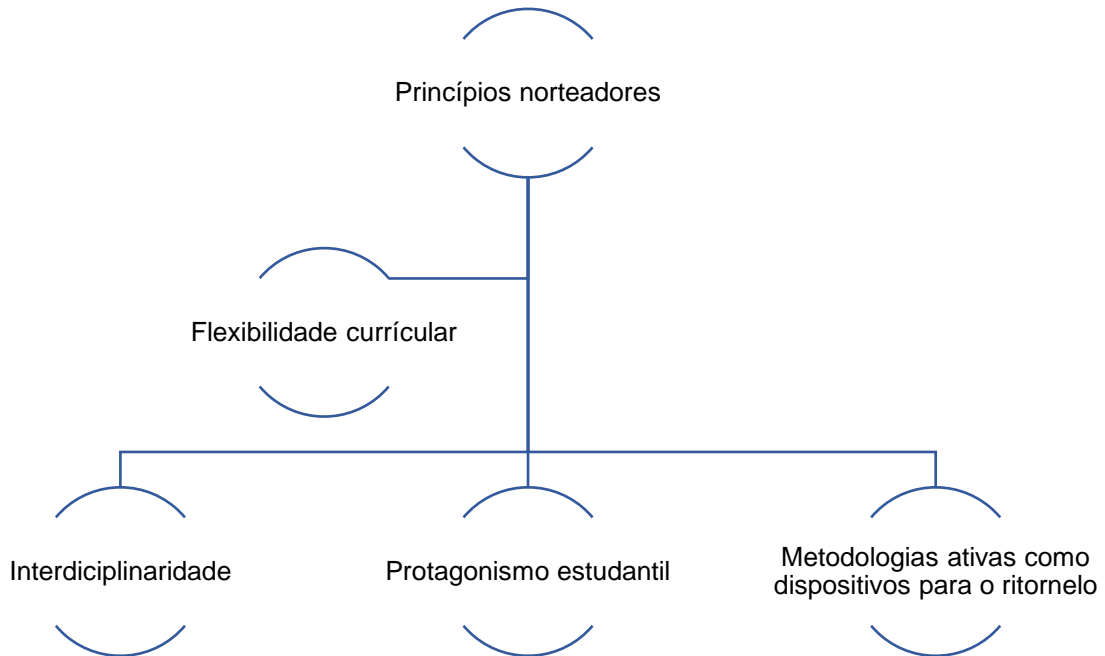 Princípios norteadores
Flexibilidade currícular
Interdiciplinaridade
Protagonismo estudantil
Metodologias ativas como
dispositivos para o ritornelo